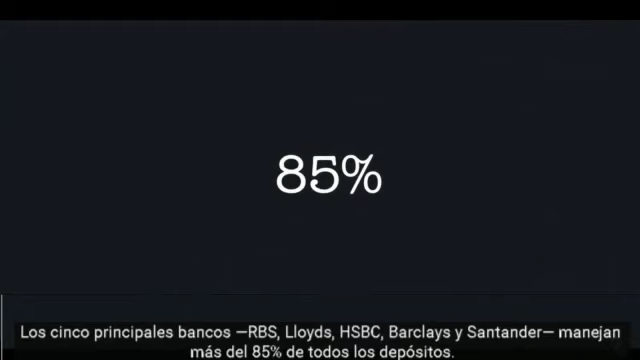 85%
Los cinco principales bancos —RBS, Lloyds, HSBC, Barclays y Santander— manejan
más del 85% de todos los depósitos.